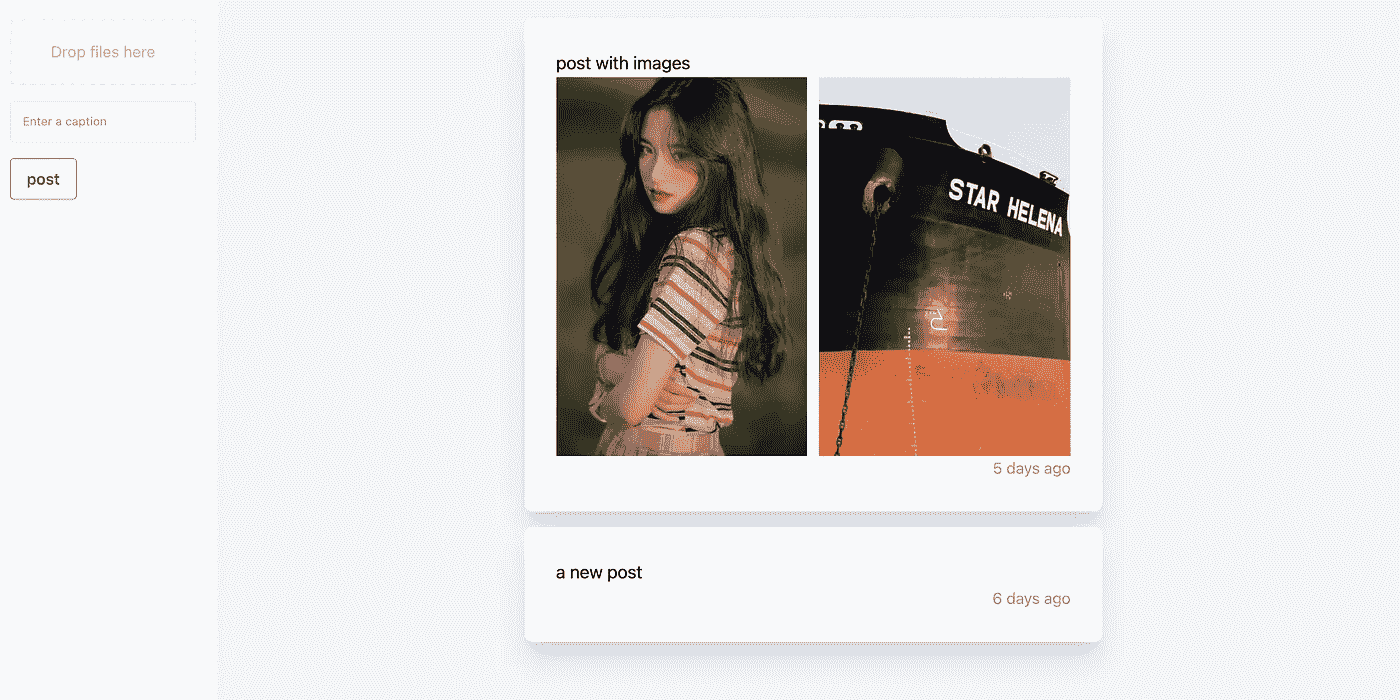 Drop files here
Enter a caption
post
post with images
STAR HELENA
5 days ago
a new post
6 days ago